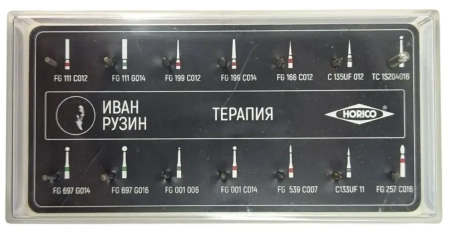 FG 111 C012 FG 111 G014 FG 199 C012 FG 199 C014 FG 166 C012 C 135UF 012 TC 1S204016
ИВАН
РУЗИН
ТЕРАПИЯ
HORICO
FG 697 G014 FG 697 G016 FG 001 006 FG 001 C014 FG 539 C007 C133UF 11 FG 257 C016